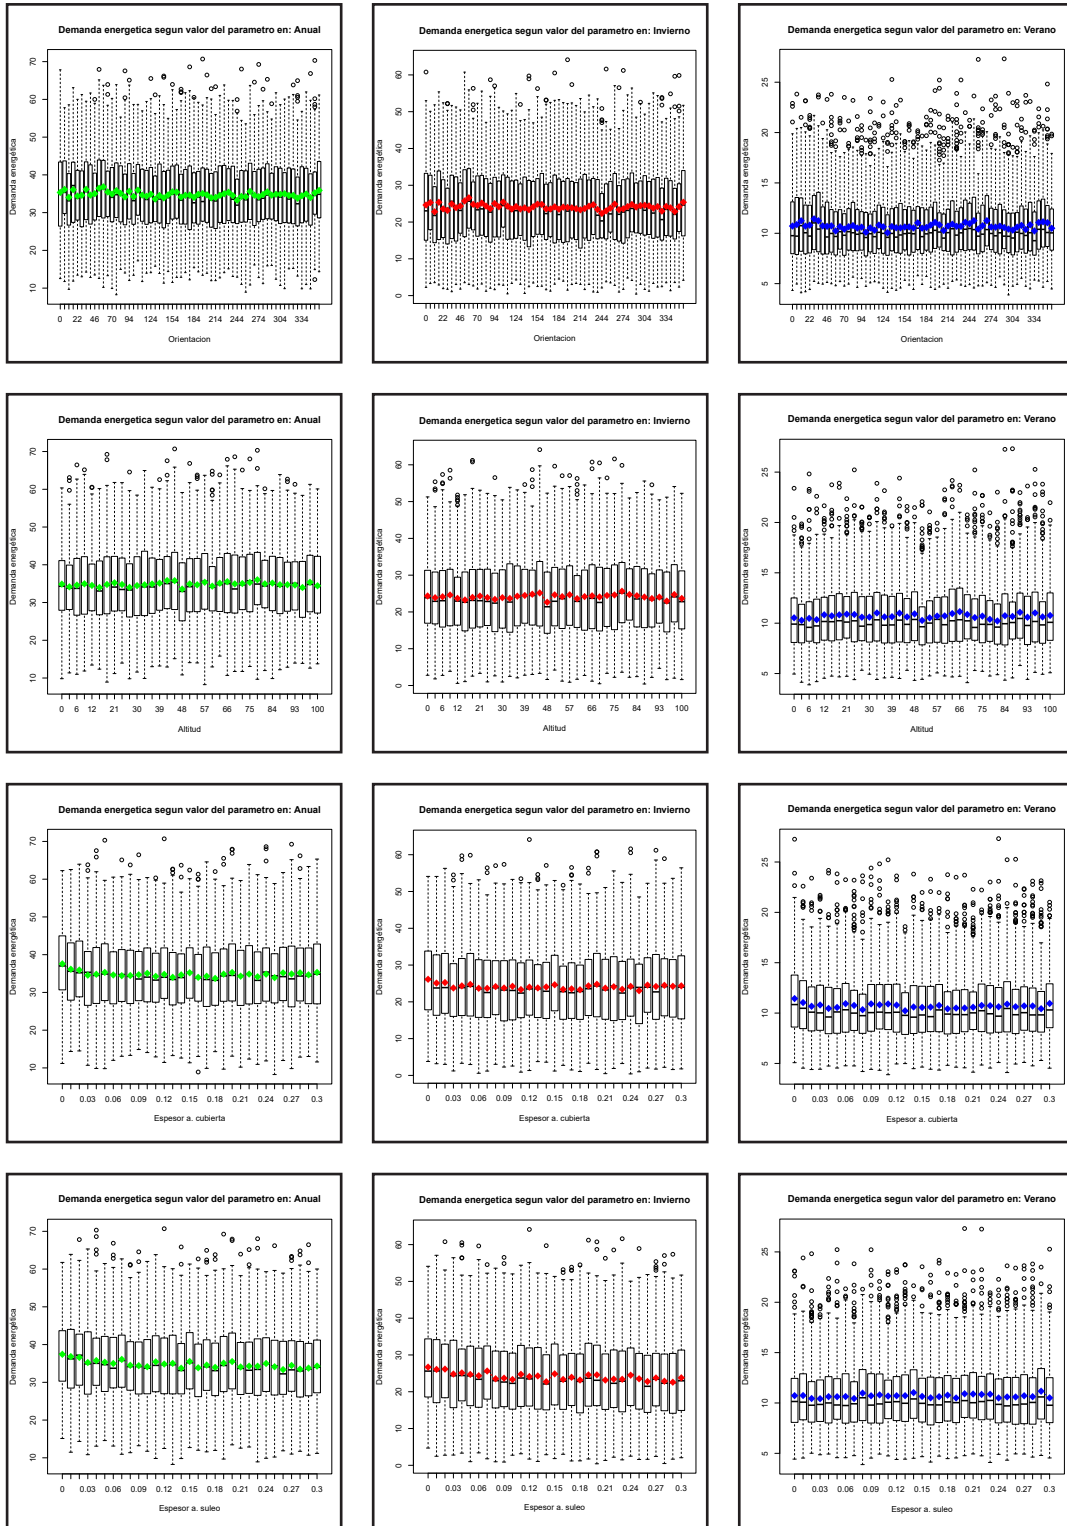 Demanda energetica segun valor del parametro en: Anual
Demanda energética
10 20 30 40 50 60 70
0 22 46 70 94 124 154 184 214 244 274 304 334
Orientacion
Demanda energetica segun valor del parametro en: Invierno
Demanda energética
0 10 20 30 40 50 60
0 22 46 70 94 124 154 184 214 244 274 304 334
Orientacion
Demanda energetica segun valor del parametro en: Verano
Demanda energética
5 10 15 20 25
0 22 46 70 94 124 154 184 214 244 274 304 334
Orientacion
Demanda energetica segun valor del parametro en: Anual
Demanda energética
10 20 30 40 50 60 70
0 6 12 21 30 39 48 57 66 75 84 91 100
Altitud
Demanda energetica segun valor del parametro en: Invierno
Demanda energética
0 10 20 30 40 50 60
0 6 12 21 30 39 48 57 66 75 84 91 100
Altitud
Demanda energetica segun valor del parametro en: Verano
Demanda energética
5 10 15 20 25
0 6 12 21 30 39 48 57 66 75 84 91 100
Altitud
Demanda energetica segun valor del parametro en: Anual
Demanda energética
10 20 30 40 50 60 70
0 0.03 0.06 0.09 0.12 0.15 0.18 0.21 0.24 0.27 0.3
Espesor a. cubierta
Demanda energetica segun valor del parametro en: Invierno
Demanda energética
0 10 20 30 40 50 60
0 0.03 0.06 0.09 0.12 0.15 0.18 0.21 0.24 0.27 0.3
Espesor a. cubierta
Demanda energetica segun valor del parametro en: Verano
Demanda energética
5 10 15 20 25
0 0.03 0.06 0.09 0.12 0.15 0.18 0.21 0.24 0.27 0.3
Espesor a. cubierta
Demanda energetica segun valor del parametro en: Anual
Demanda energética
10 20 30 40 50 60 70
0 0.03 0.06 0.09 0.12 0.15 0.18 0.21 0.24 0.27 0.3
Espesor a. suleo
Demanda energetica segun valor del parametro en: Invierno
Demanda energética
0 10 20 30 40 50 60
0 0.03 0.06 0.09 0.12 0.15 0.18 0.21 0.24 0.27 0.3
Espesor a. suleo
Demanda energetica segun valor del parametro en: Verano
Demanda energética
5 10 15 20 25
0 0.03 0.06 0.09 0.12 0.15 0.18 0.21 0.24 0.27 0.3
Espesor a. suleo